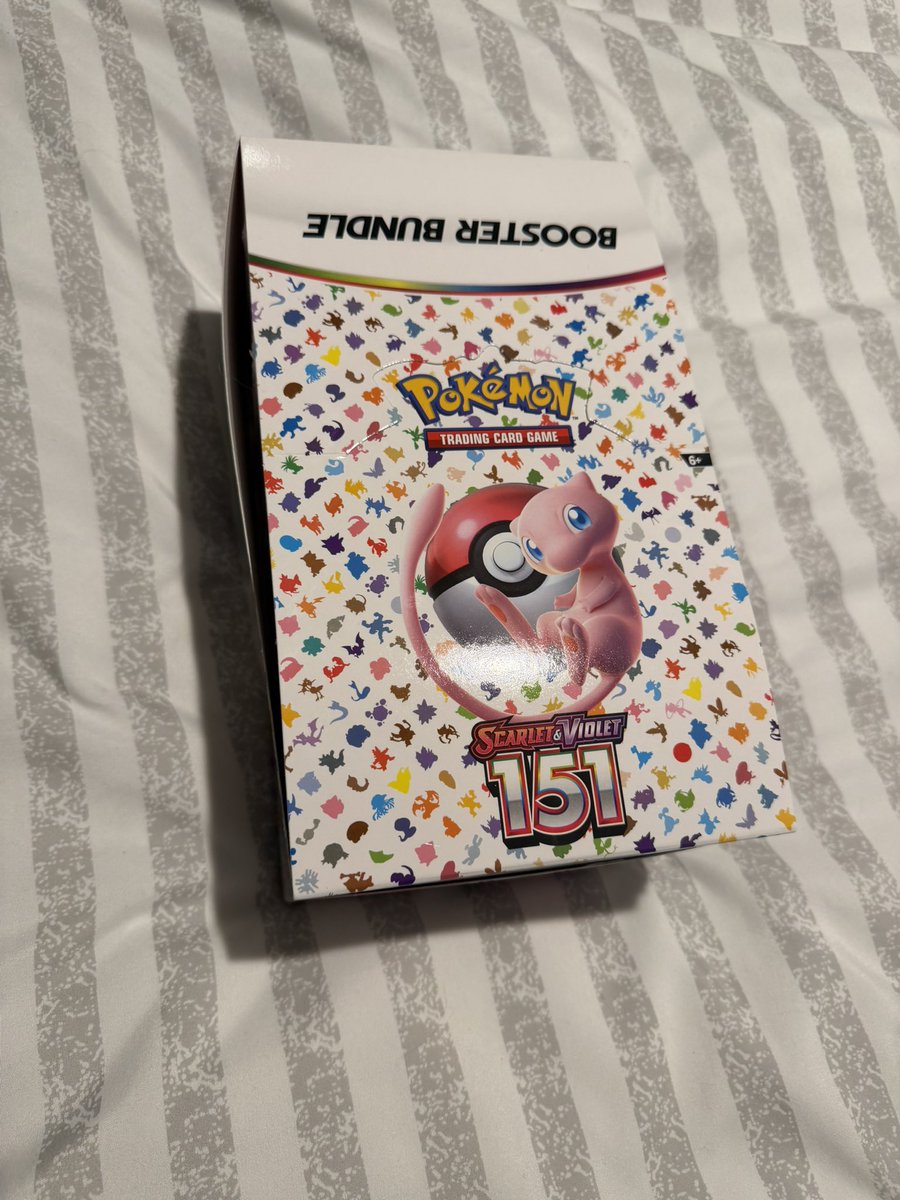 BOOSTER BUNDLE
POKéMON
TRADING CARD GAME
6+
SCARLET & VIOLET
151